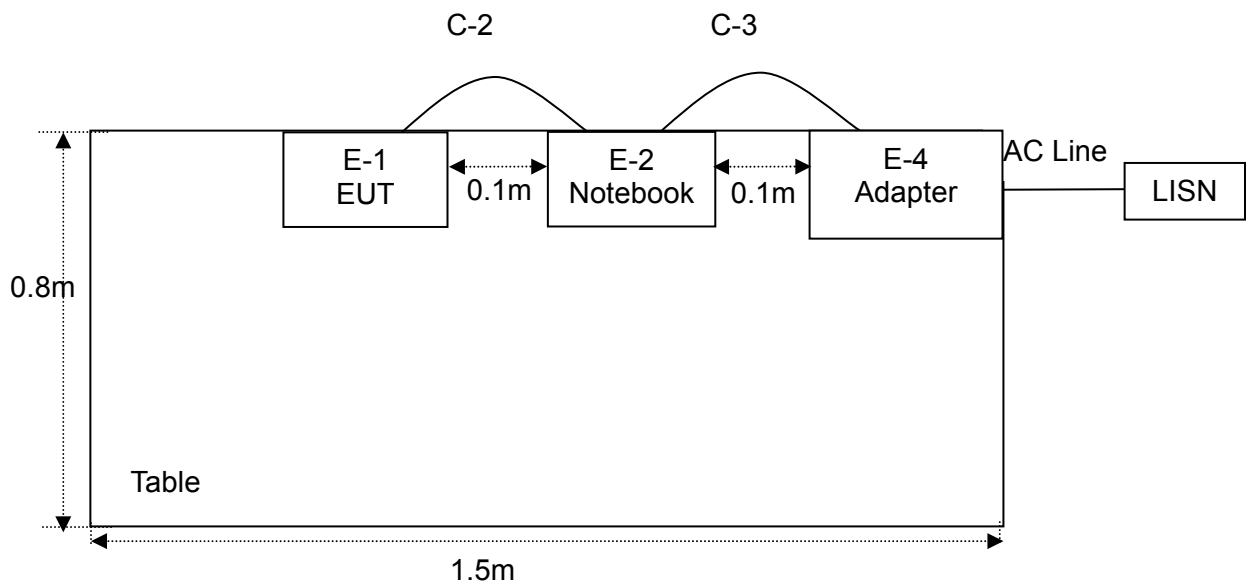 C-2
C-3
E-1
EUT
0.1m
E-2
Notebook
0.1m
E-4
Adapter
AC Line
LISN
0.8m
Table
1.5m